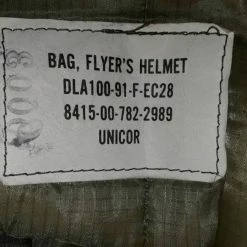 BAG, FLYER'S HELMET
DLA100-91-F-EC28
8415-00-782-2989
UNICOR